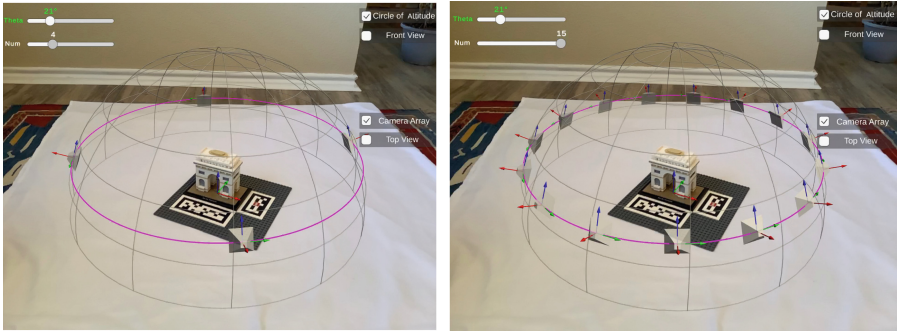 21°
Theta
4
Num
Circle of Altitude
Front View
Camera Array
Top View
21°
Theta
15
Num
Circle of Altitude
Front View
Camera Array
Top View